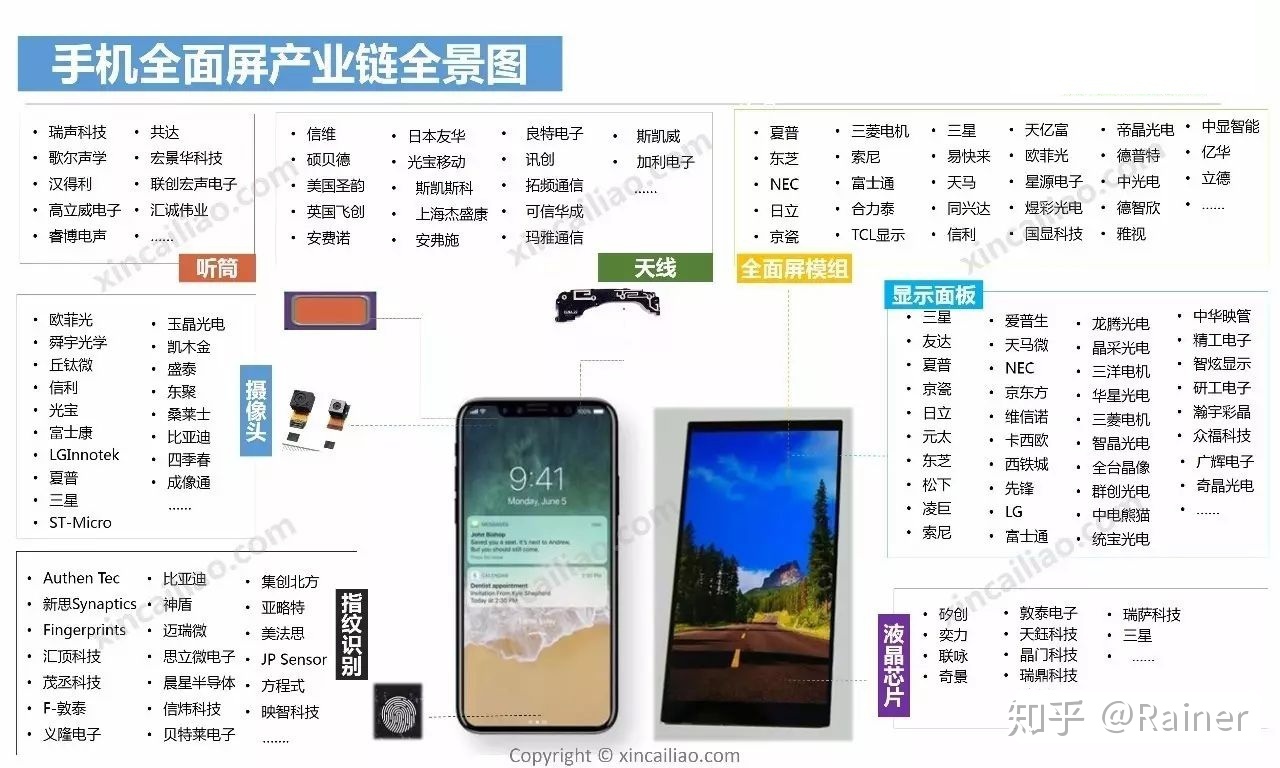 手机全面屏产业链全景图
瑞声科技
歌尔声学
汉得利
高立威电子
睿博电声
共达
宏景华科技
联创宏声电子
汇诚伟业
……
听筒
信维
硕贝德
美国圣韵
英国飞创
安费诺
日本友华
光宝移动
斯凯斯科
上海杰盛康
安弗施
良特电子
讯创
拓频通信
可信华成
玛雅通信
斯凯威
加利电子
……
天线
夏普
东芝
NEC
日立
京瓷
三菱电机
索尼
富士通
合力泰
TCL显示
三星
易快来
天马
同兴达
信利
天亿富
欧菲光
星源电子
煜彩光电
国显科技
帝晶光电
德普特
中光电
德智欣
雅视
中显智能
亿华
立德
……
全面屏模组
欧菲光
舜宇光学
丘钛微
信利
光宝
富士康
LGInnotek
夏普
三星
ST-Micro
玉晶光电
凯木金
盛泰
东聚
桑莱士
比亚迪
四季春
成像通
……
摄像头
显示面板
三星
友达
夏普
京瓷
日立
元太
东芝
松下
凌巨
索尼
爱普生
天马微
NEC
京东方
维信诺
卡西欧
西铁城
先锋
LG
富士通
龙腾光电
晶采光电
三洋电机
华星光电
三菱电机
智晶光电
全台晶像
群创光电
中电熊猫
统宝光电
中华映管
精工电子
智炫显示
研工电子
瀚宇彩晶
众福科技
广辉电子
奇晶光电
……
Authen Tec
新思Synaptics
Fingerprints
汇顶科技
茂丞科技
F-敦泰
义隆电子
比亚迪
神盾
迈瑞微
思立微电子
晨星半导体
信炜科技
贝特莱电子
集创北方
亚略特
美法思
JP Sensor
方程式
映智科技
……
指纹识别
100%
9:41
Monday, June 5
MESSAGES
now
John Bishop
Saved you a seat. It's next to Andrew.
But you should still come.
CALENDAR
2:30 PM
Dentist appointment
Invitation From Kyle Shepherd
Today at 2:30 PM
液晶芯片
矽创
奕力
联咏
奇景
敦泰电子
天钰科技
晶门科技
瑞鼎科技
瑞萨科技
三星
……
知乎 @Rainer
Copyright © xincailiao.com
xincailiao.com
xincailiao.com
xincailiao.com
xincailiao.com
xincailiao.com
xincailiao.com